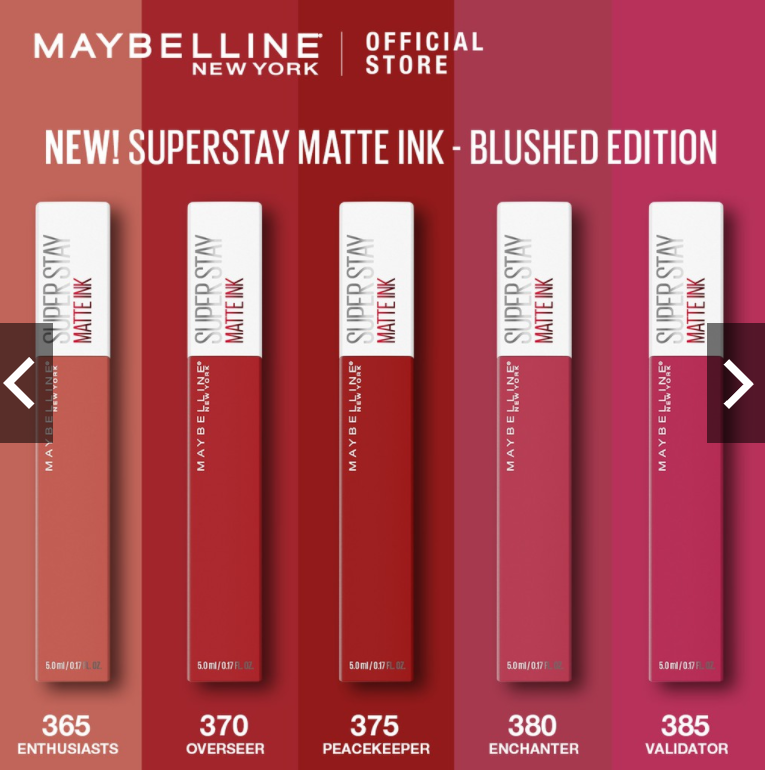 MAYBELLINE®
NEW YORK
OFFICIAL
STORE
NEW! SUPERSTAY MATTE INK - BLUSHED EDITION
SUPER STAY
MATTE INK
MAYBELLINE®
NEW YORK
5.0 ml / 0.17 FL. OZ.
SUPER STAY
MATTE INK
MAYBELLINE®
NEW YORK
5.0 ml / 0.17 FL. OZ.
SUPER STAY
MATTE INK
MAYBELLINE®
NEW YORK
5.0 ml / 0.17 FL. OZ.
SUPER STAY
MATTE INK
MAYBELLINE®
NEW YORK
5.0 ml / 0.17 FL. OZ.
SUPER STAY
MATTE INK
MAYBELLINE®
NEW YORK
5.0 ml / 0.17 FL. OZ.
365
ENTHUSIASTS
370
OVERSEER
375
PEACEKEEPER
380
ENCHANTER
385
VALIDATOR